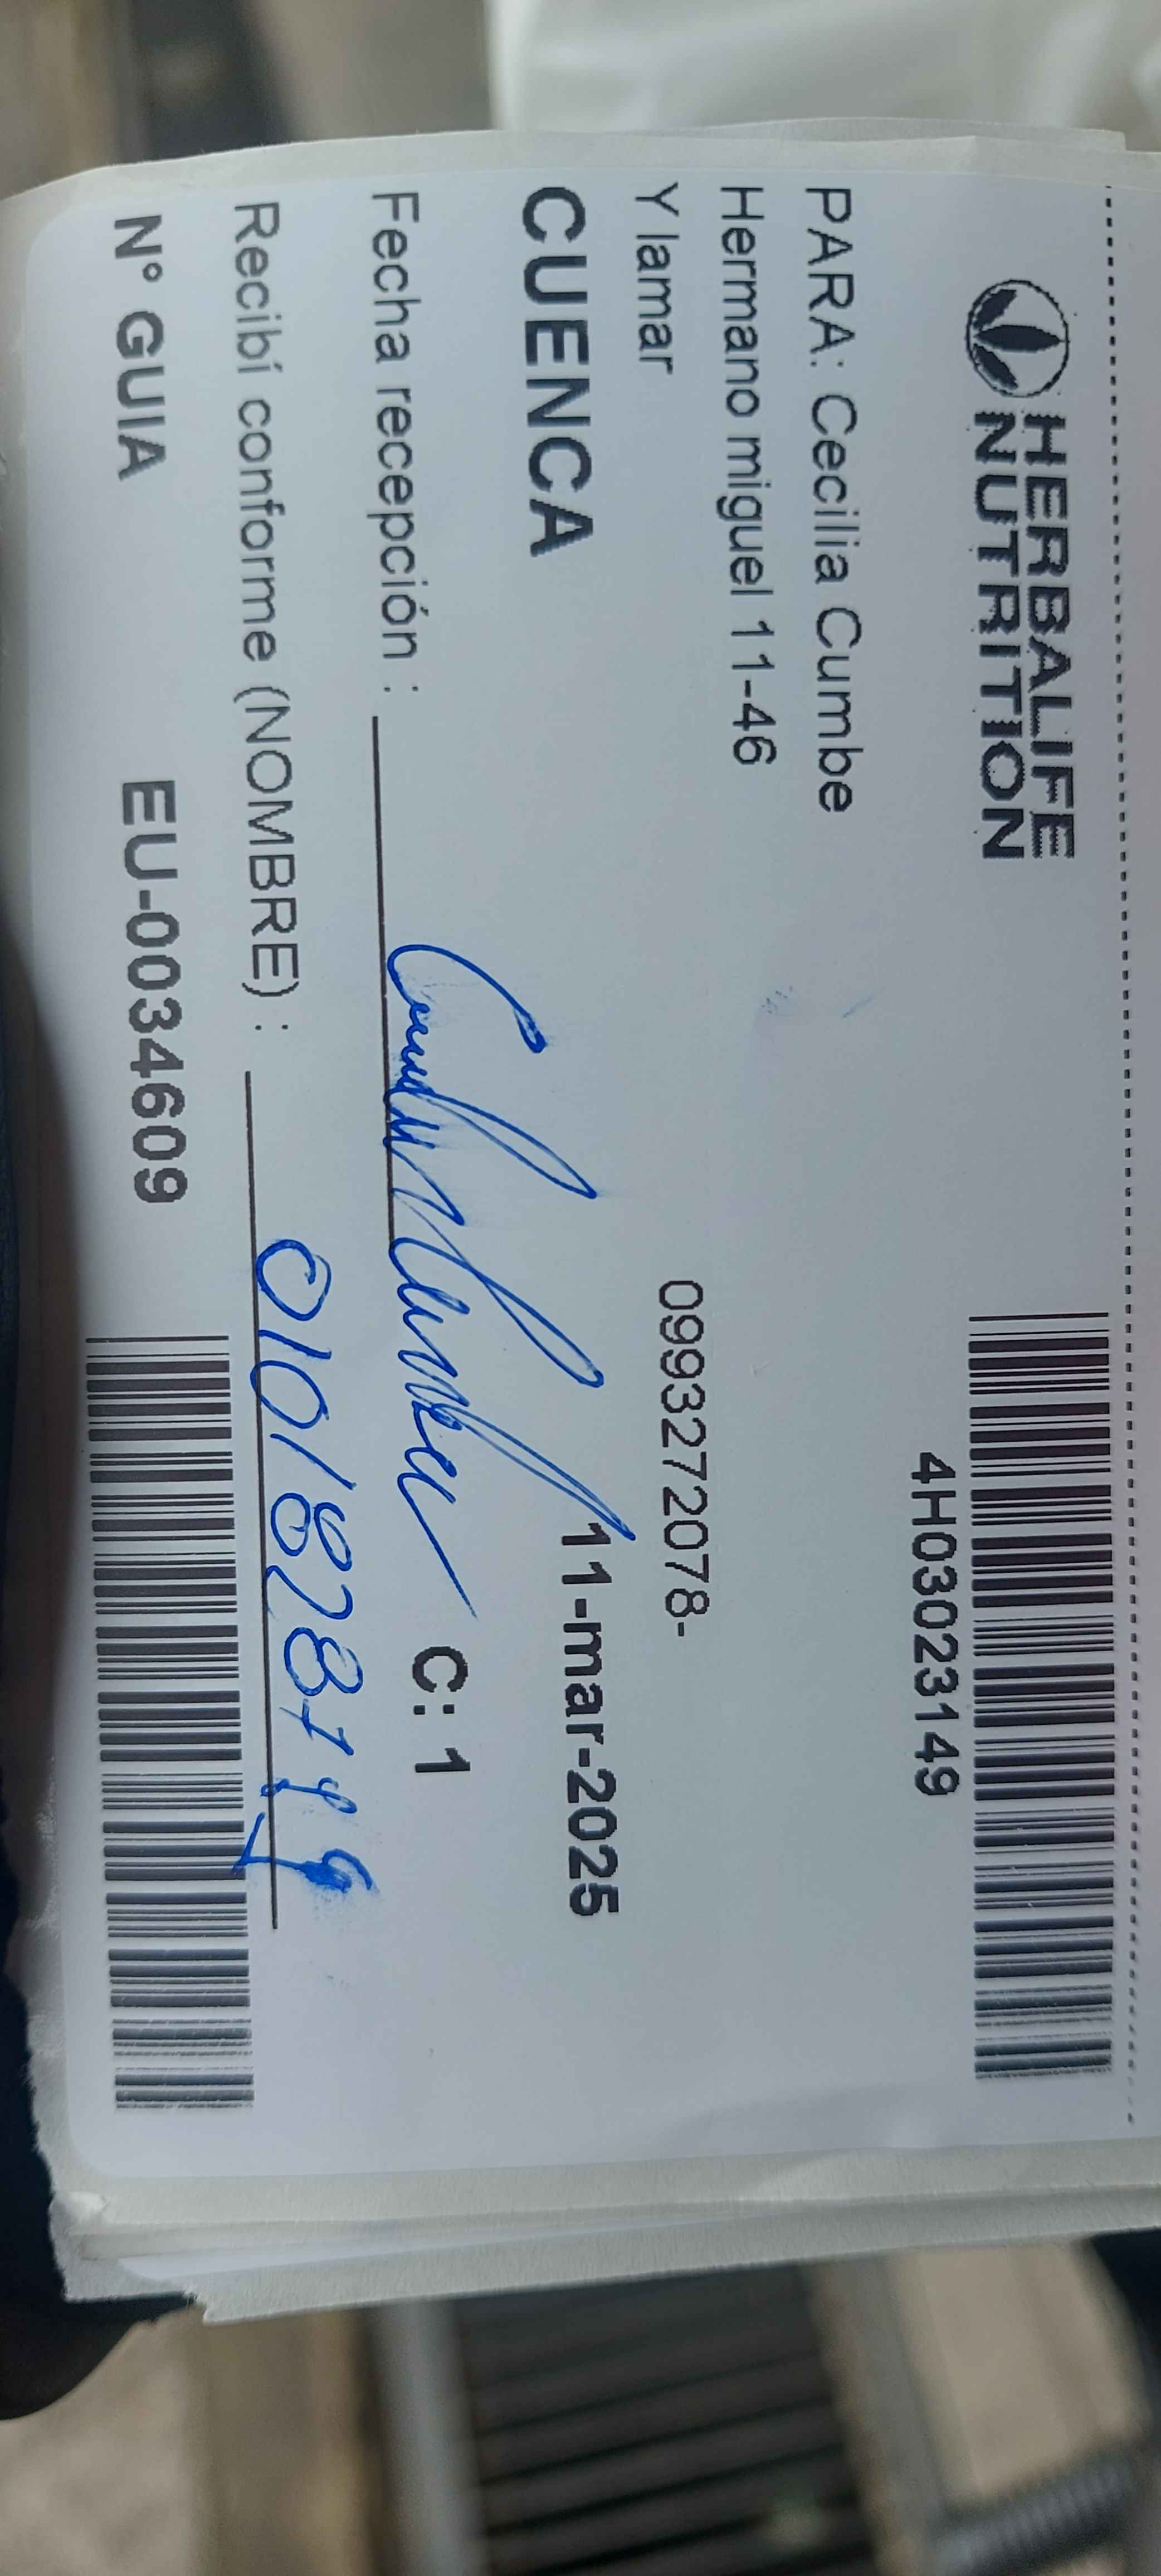 HERBALIFE
NUTRITION
4H03023149
PARA: Cecilia Cumbe
Hermano miguel 11-46
Y lamar
0993272078-
CUENCA
11-mar-2025
Fecha recepción :
C: 1
Recibí conforme (NOMBRE) :
N° GUIA EU-0034609